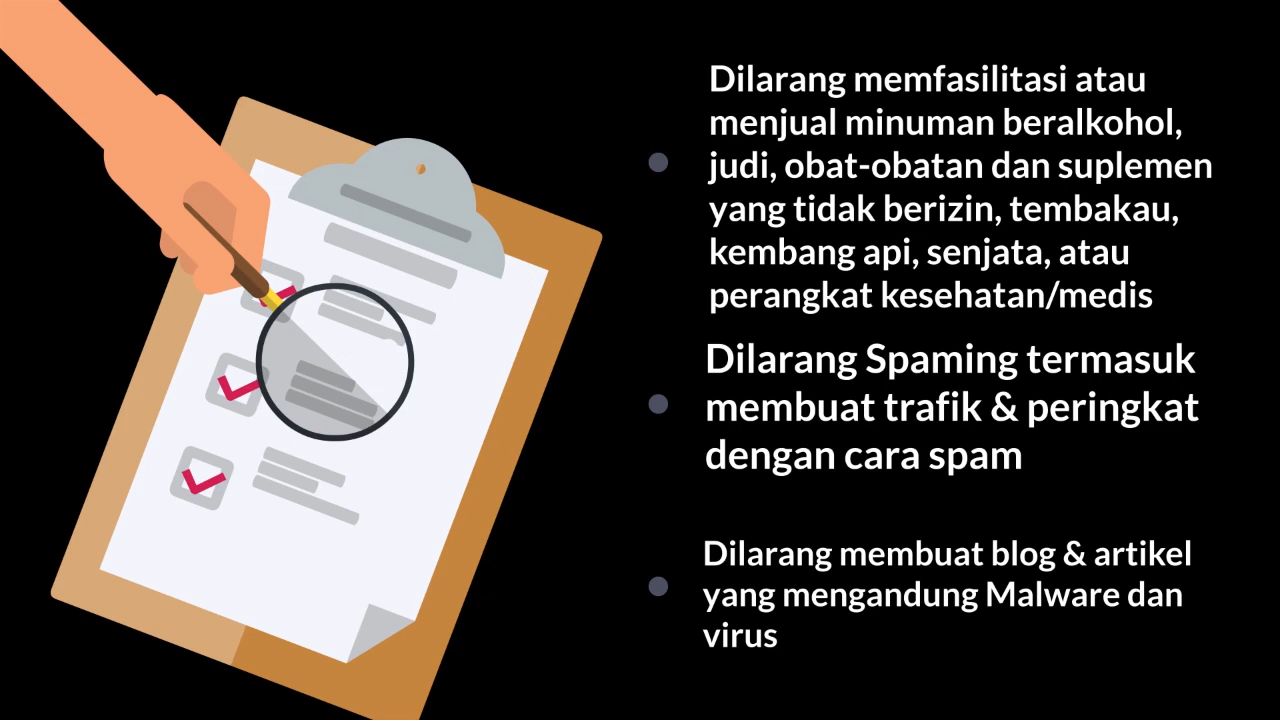 Dilarang memfasilitasi atau
menjual minuman beralkohol,
judi, obat-obatan dan suplemen
yang tidak berizin, tembakau,
kembang api, senjata, atau
perangkat kesehatan/medis
Dilarang Spaming termasuk
membuat trafik & peringkat
dengan cara spam
Dilarang membuat blog & artikel
yang mengandung Malware dan
virus